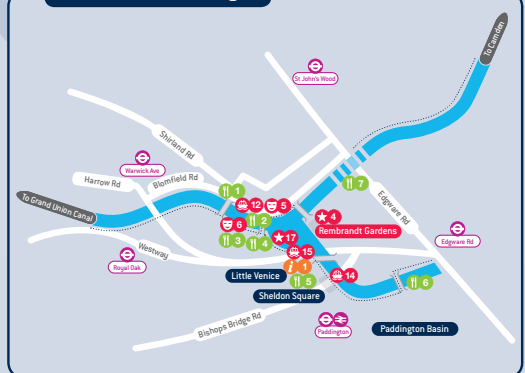 To Camden
St John's Wood
Shirland Rd
Warwick Ave
Harrow Rd
Blomfield Rd
1
7
To Grand Union Canal
12
5
2
4
Edgware Rd
6
Rembrandt Gardens
3
4
17
Edgware Rd
Westway
15
Royal Oak
Little Venice
i 1
14
5
6
Sheldon Square
Bishops Bridge Rd
Paddington
Paddington Basin